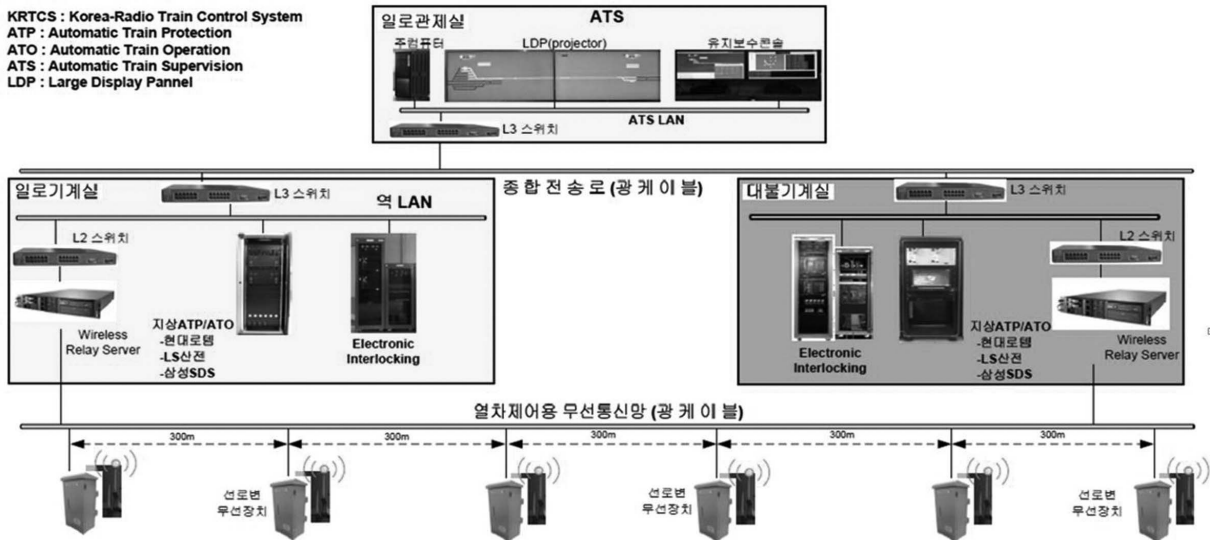 KRTCS : Korea-Radio Train Control System
ATP : Automatic Train Protection
ATO : Automatic Train Operation
ATS : Automatic Train Supervision
LDP : Large Display Pannel
일로관제실
ATS
주컴퓨터
LDP(projector)
유지보수콘솔
ATS LAN
L3 스위치
종합전송로(광케이블)
일로기계실
L3 스위치
역 LAN
L2 스위치
Wireless
Relay Server
지상ATP/ATO
-현대로템
-LS산전
-삼성SDS
Electronic
Interlocking
대불기계실
L3 스위치
L2 스위치
Electronic
Interlocking
지상ATP/ATO
-현대로템
-LS산전
-삼성SDS
Wireless
Relay Server
열차제어용 무선통신망(광케이블)
300m
300m
300m
300m
300m
선로변
무선장치
선로변
무선장치
선로변
무선장치